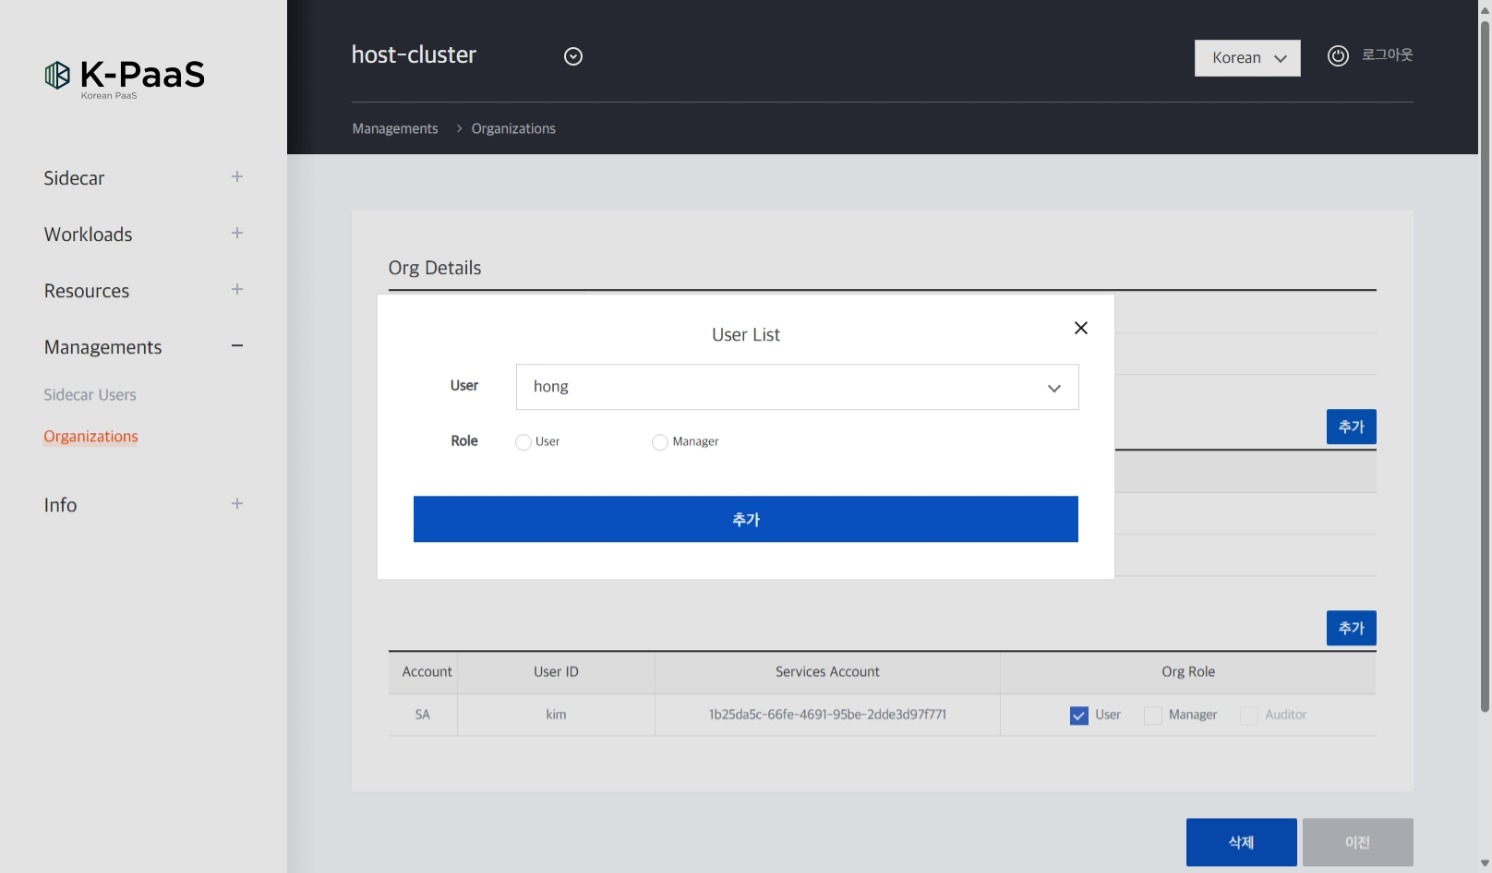 K-PaaS
Korean PaaS
host-cluster
Korean
로그아웃
Managements > Organizations
Sidecar
Workloads
Resources
Managements
Sidecar Users
Organizations
Info
Org Details
User List
User hong
Role User Manager
추가
추가
추가
Account User ID Services Account Org Role
SA kim 1b25da5c-66fe-4691-95be-2dde3d97f771 User Manager Auditor
삭제 이전